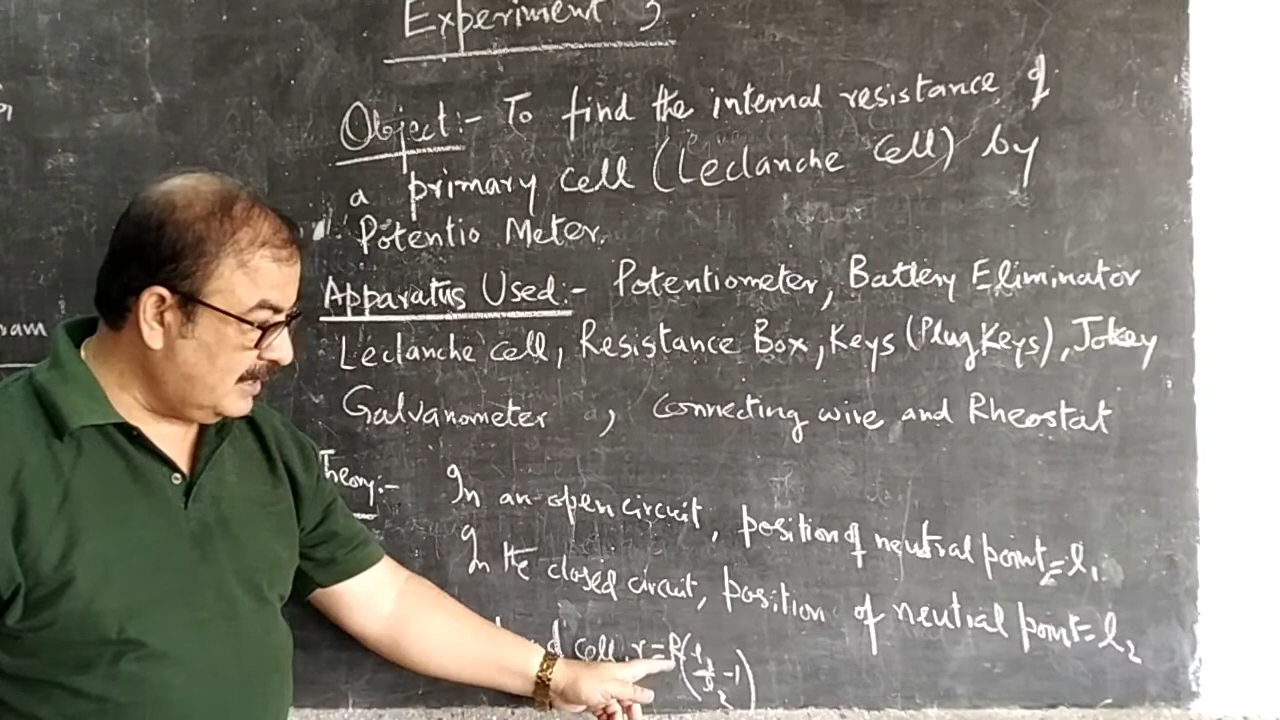 Experiment 3
Object:- To find the internal resistance of
a primary cell (Leclanche Cell) by
Potentio Meter.
Apparatus Used:- Potentiometer, Battery Eliminator
Leclanche cell, Resistance Box, Keys (Plug Keys), Jokey
Galvanometer , Connecting wire and Rheostat
Theory:- In an open circuit, position of neutral point = l₁.
In the closed circuit, position of neutral point = l₂
cell, r = R(l₁/l₂ - 1)